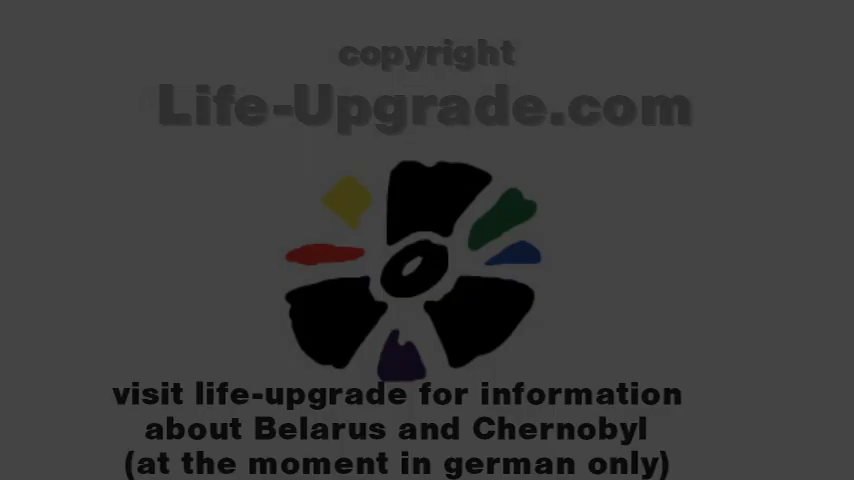 copyright
Life-Upgrade.com
visit life-upgrade for information
about Belarus and Chernobyl
(at the moment in german only)